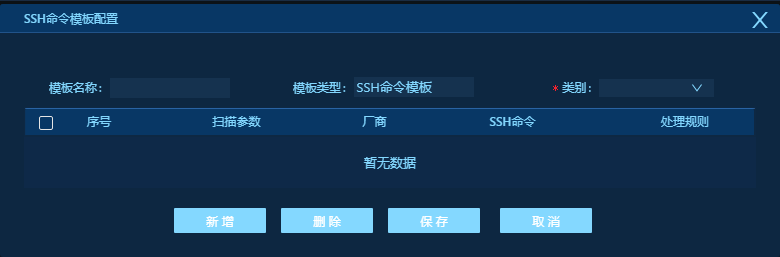 SSH命令模板配置
模板名称: 模板类型: SSH命令模板 * 类别:
序号 扫描参数 厂商 SSH命令 处理规则
暂无数据
新增 删除 保存 取消